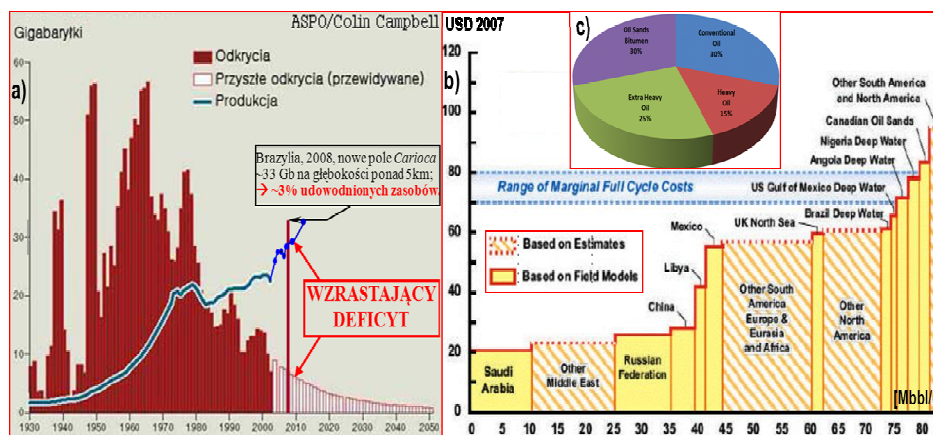 ASPO/Colin Campbell
Gigabaryłki
a)
60
50
40
30
20
10
0
Odkrycia
Przyszłe odkrycia (przewidywane)
Produkcja
Brazylia, 2008, nowe pole Carioca
~33 Gb na głębokości ponad 5km;
→ ~3% udowodnionych zasobów
WZRASTAJĄCY
DEFICYT
1930 1940 1950 1960 1970 1980 1990 2000 2010 2020 2030 2040 2050
USD 2007
b)
120
100
80
60
40
20
0
c)
Oil Sands
Bitumen
30%
Conventional
Oil
30%
Extra Heavy
Oil
25%
Heavy
Oil
15%
Other South America
and North America
Canadian Oil Sands
Nigeria Deep Water
Angola Deep Water
Range of Marginal Full Cycle Costs
US Gulf of Mexico Deep Water
Brazil Deep Water
UK North Sea
Mexico
Based on Estimates
Based on Field Models
Libya
China
Saudi
Arabia
Other
Middle East
Russian
Federation
Other South
America
Europe &
Eurasia
and Africa
Other
North
America
[Mbbl/
0 5 10 15 20 25 30 35 40 45 50 55 60 65 70 75 80